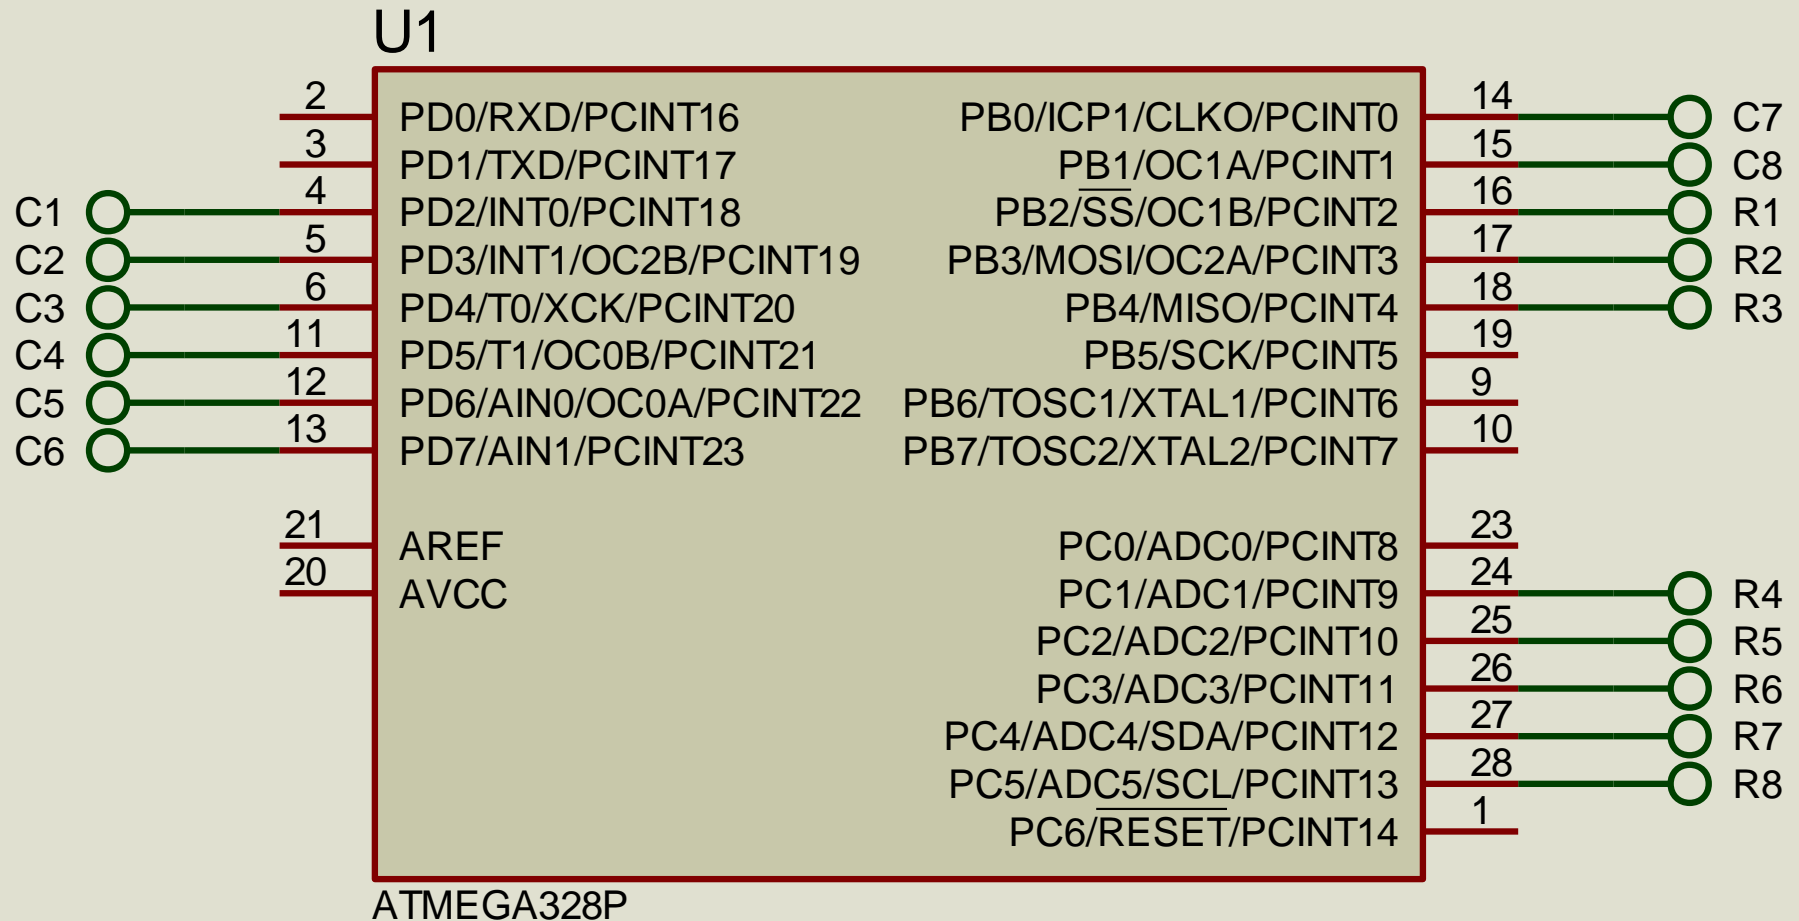 U1
2 PD0/RXD/PCINT16 PB0/ICP1/CLKO/PCINT0 14 C7
3 PD1/TXD/PCINT17 PB1/OC1A/PCINT1 15 C8
C1 4 PD2/INT0/PCINT18 PB2/SS/OC1B/PCINT2 16 R1
C2 5 PD3/INT1/OC2B/PCINT19 PB3/MOSI/OC2A/PCINT3 17 R2
C3 6 PD4/T0/XCK/PCINT20 PB4/MISO/PCINT4 18 R3
C4 11 PD5/T1/OC0B/PCINT21 PB5/SCK/PCINT5 19
C5 12 PD6/AIN0/OC0A/PCINT22 PB6/TOSC1/XTAL1/PCINT6 9
C6 13 PD7/AIN1/PCINT23 PB7/TOSC2/XTAL2/PCINT7 10
21 AREF PC0/ADC0/PCINT8 23
20 AVCC PC1/ADC1/PCINT9 24 R4
PC2/ADC2/PCINT10 25 R5
PC3/ADC3/PCINT11 26 R6
PC4/ADC4/SDA/PCINT12 27 R7
PC5/ADC5/SCL/PCINT13 28 R8
PC6/RESET/PCINT14 1
ATMEGA328P